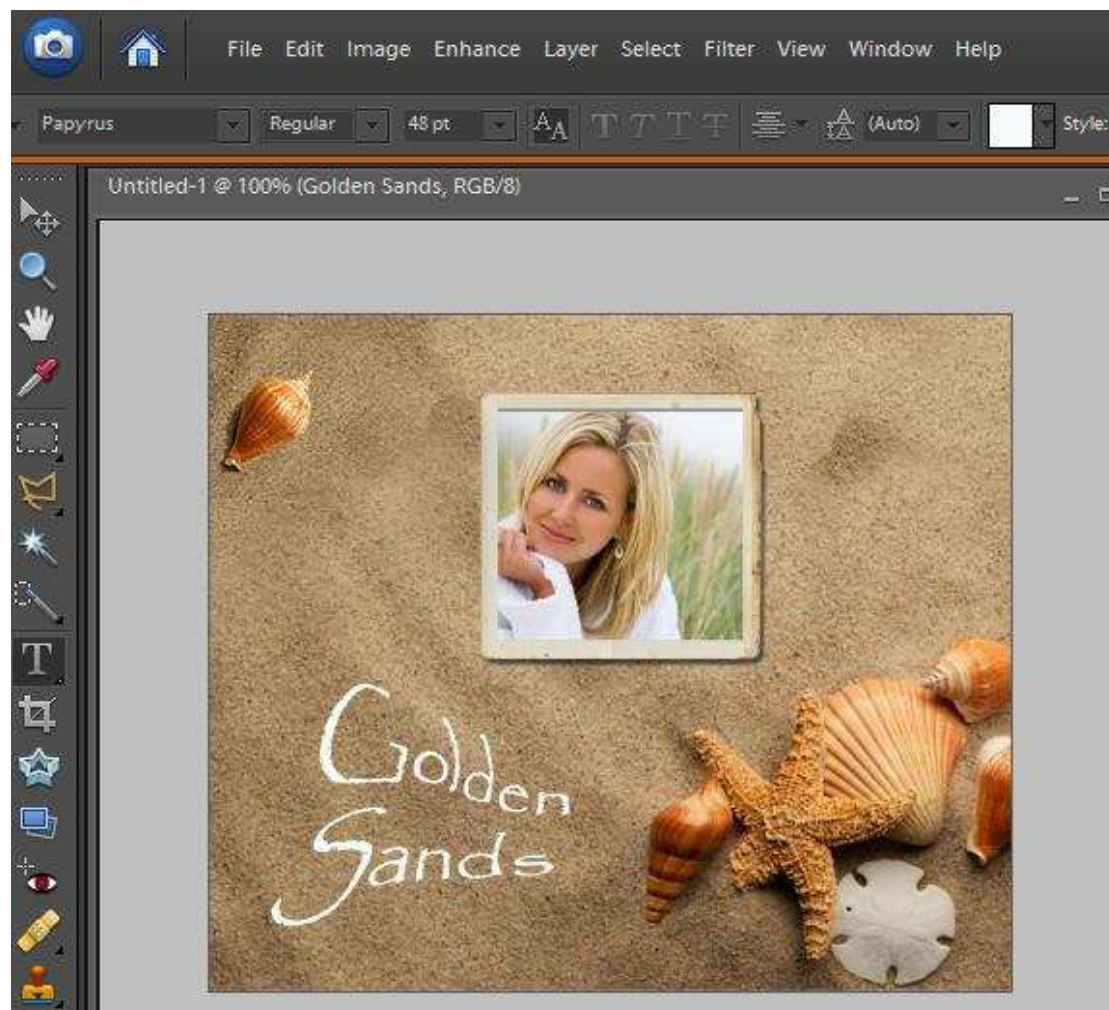 File Edit Image Enhance Layer Select Filter View Window Help
Papyrus Regular 48 pt (Auto) Style:
Untitled-1 @ 100% (Golden Sands, RGB/8)
Golden
Sands